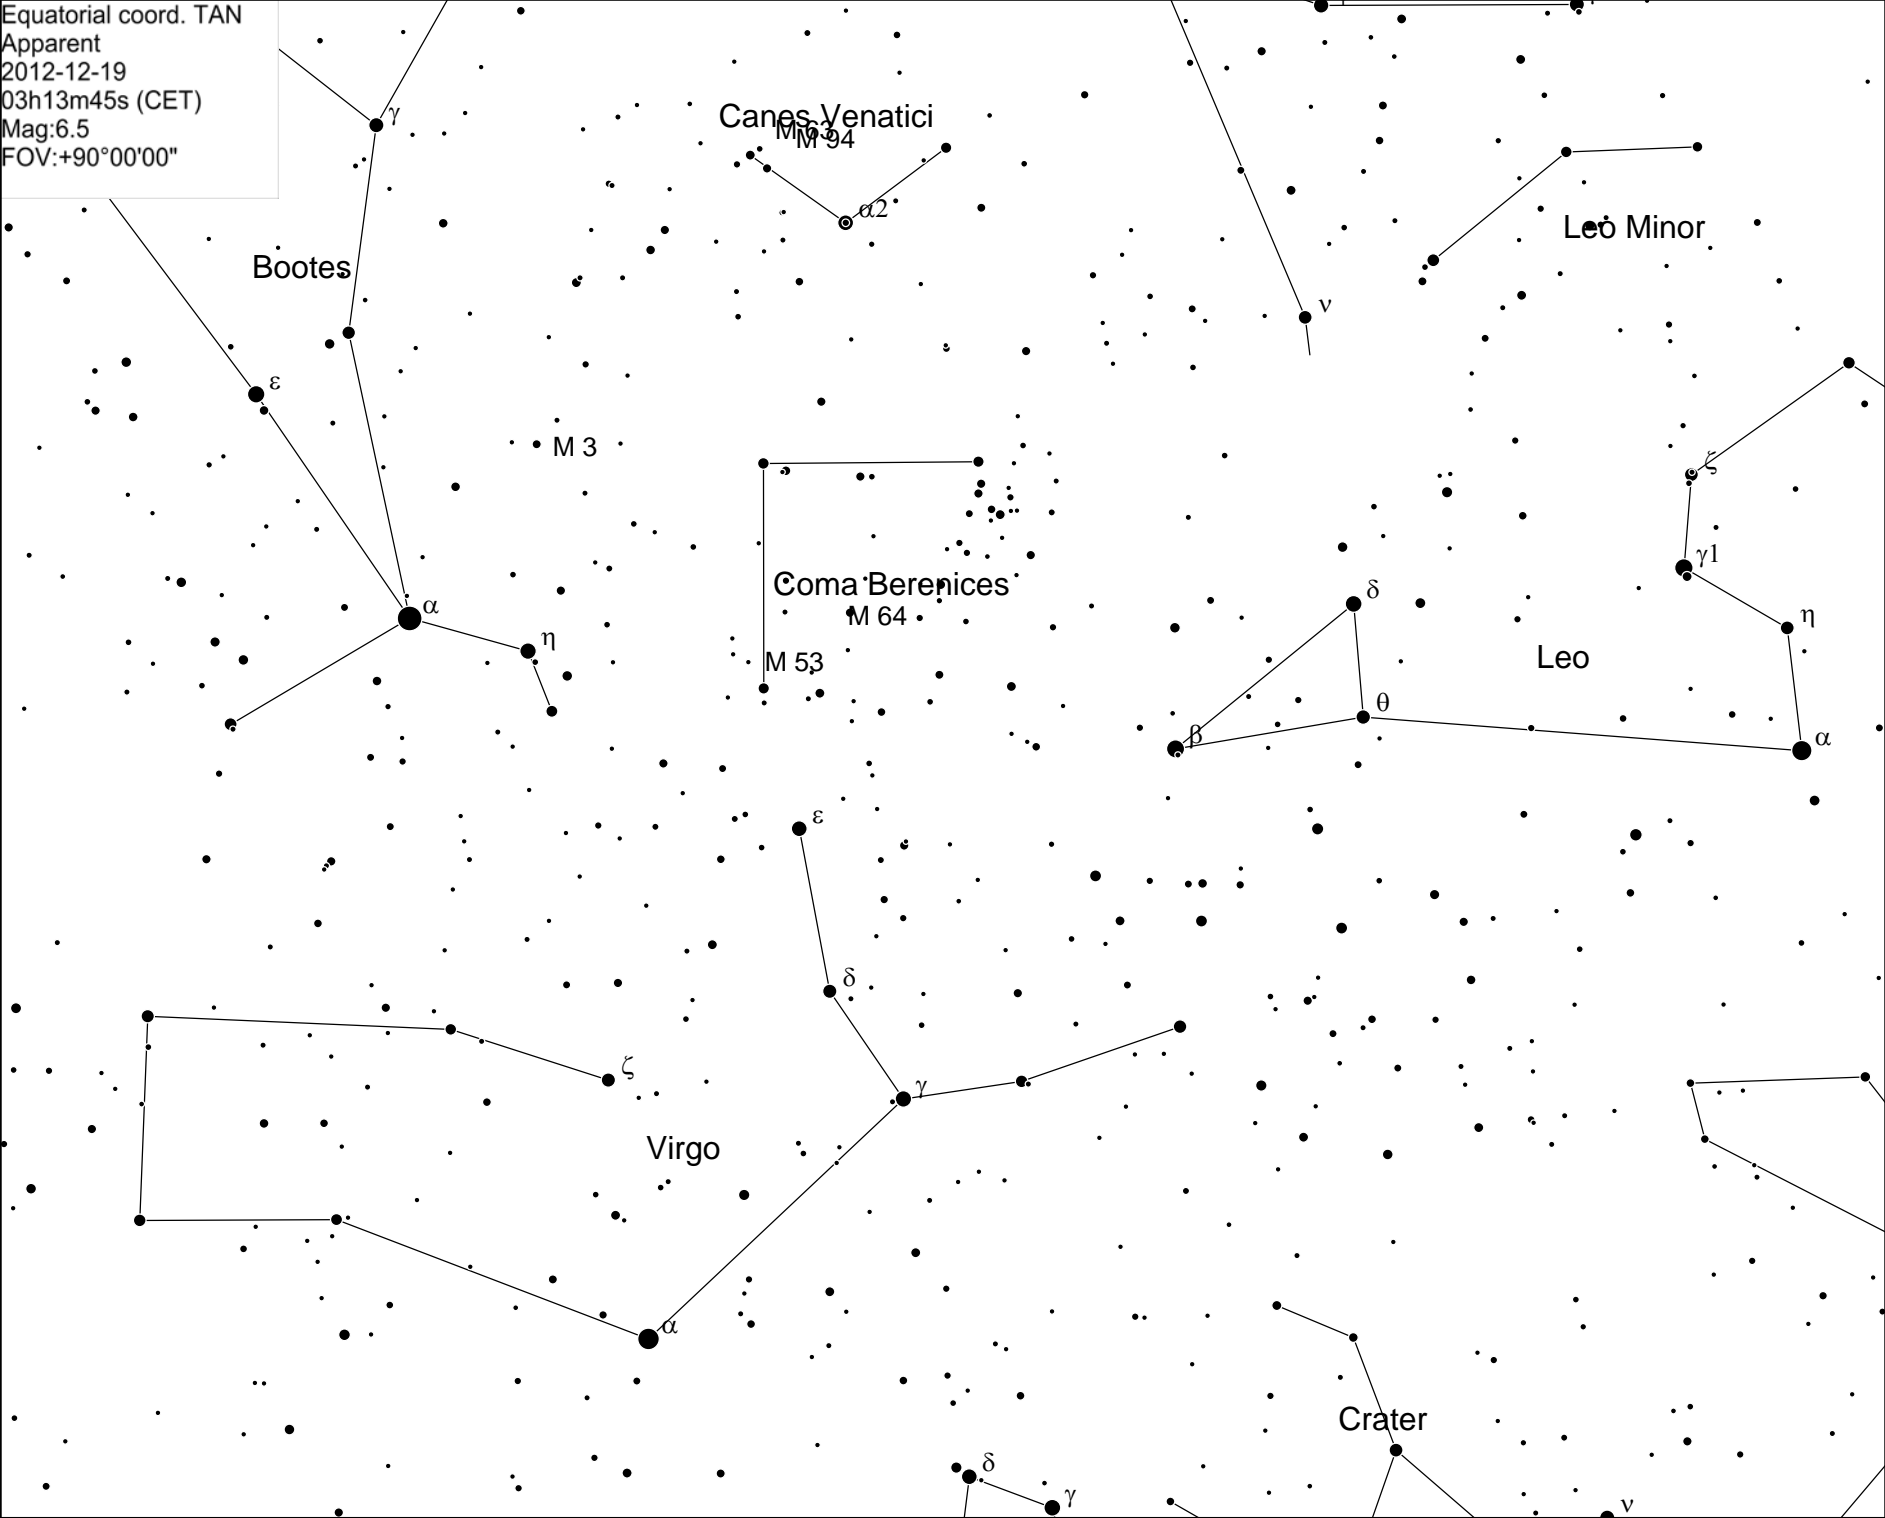 Equatorial coord. TAN
Apparent
2012-12-19
03h13m45s (CET)
Mag:6.5
FOV:+90°00'00"
γ
Canes Venatici
M 63
M 94
α2
Leo Minor
Bootes
ν
ε
M 3
ζ
γ1
Coma Berenices
δ
α
M 64
η
η
M 53
Leo
θ
β
α
ε
δ
ζ
γ
Virgo
α
Crater
δ
γ
ν